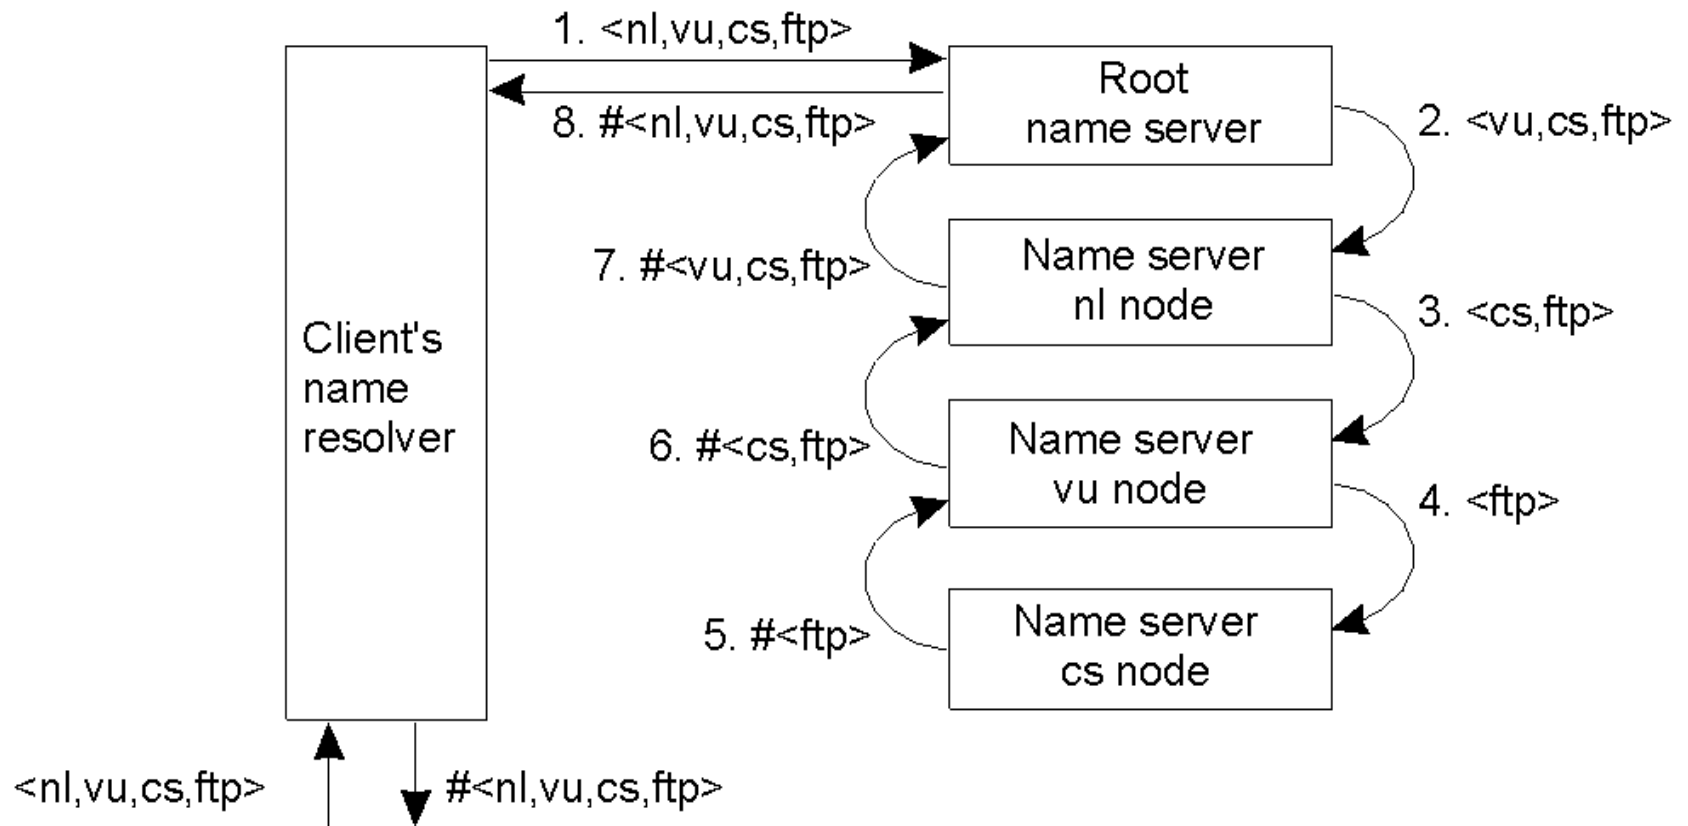 1. <nl,vu,cs,ftp>
Root
name server
8. #<nl,vu,cs,ftp>
2. <vu,cs,ftp>
Name server
nl node
7. #<vu,cs,ftp>
3. <cs,ftp>
Client's
name
resolver
Name server
vu node
6. #<cs,ftp>
4. <ftp>
Name server
cs node
5. #<ftp>
<nl,vu,cs,ftp>
#<nl,vu,cs,ftp>